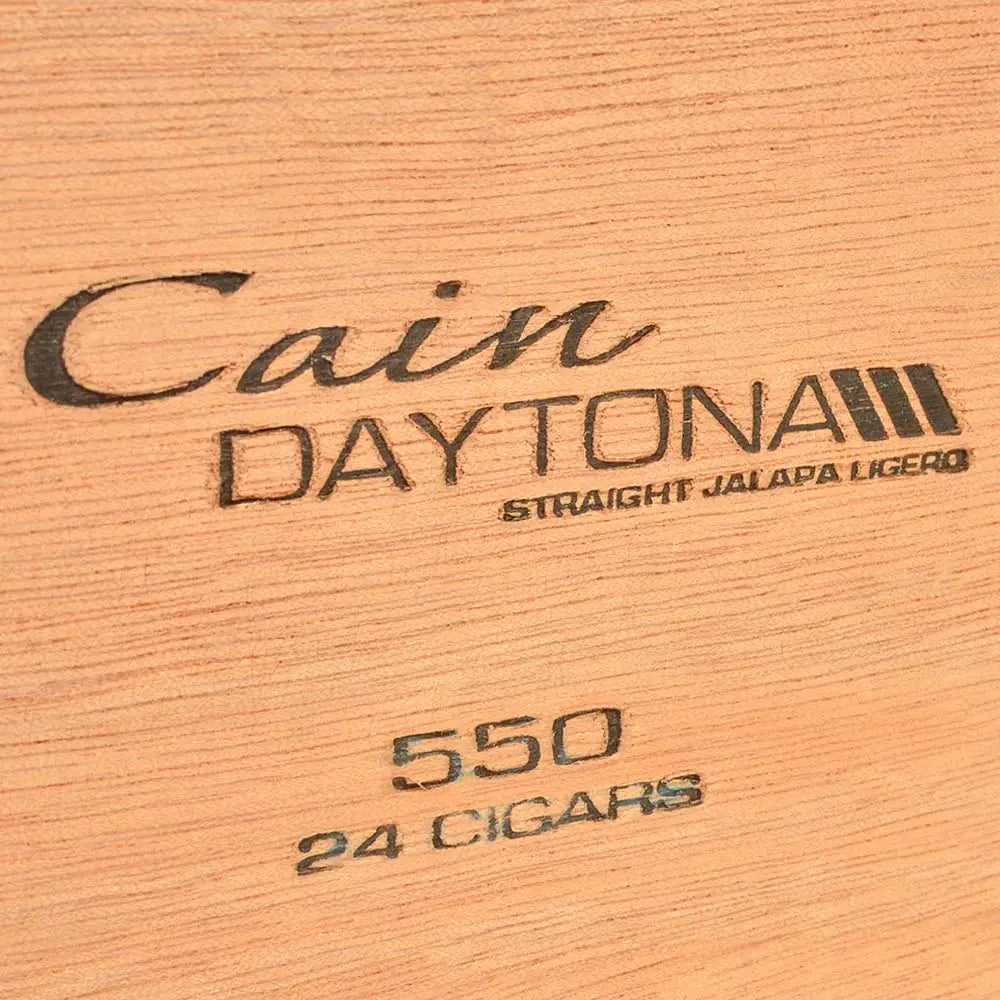 Cain
DAYTONA
STRAIGHT JALAPA LIGERO
550
24 CIGARS